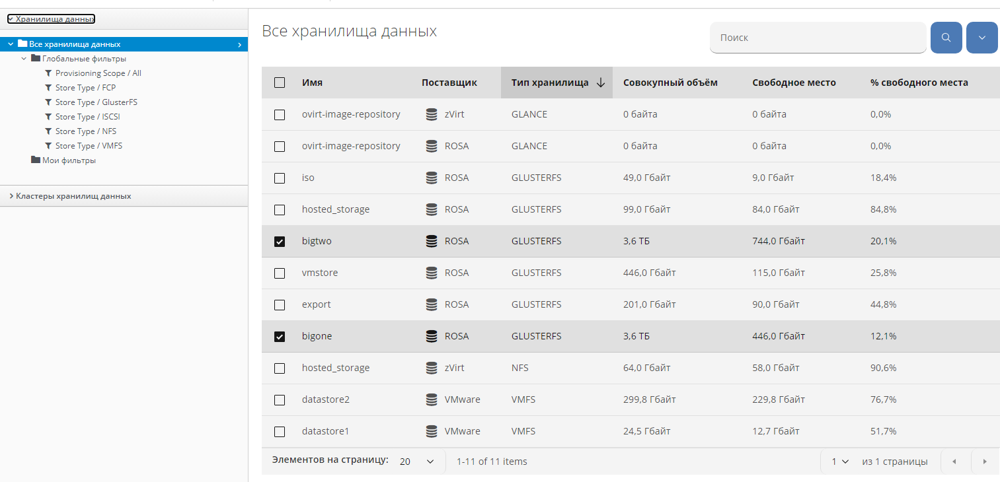 Хранилища данных
Все хранилища данных
Глобальные фильтры
Provisioning Scope / All
Store Type / FCP
Store Type / GlusterFS
Store Type / ISCSI
Store Type / NFS
Store Type / VMFS
Мои фильтры
Кластеры хранилищ данных
Все хранилища данных
Поиск
Имя Поставщик Тип хранилища Совокупный объём Свободное место % свободного места
ovirt-image-repository zVirt GLANCE 0 байта 0 байта 0,0%
ovirt-image-repository ROSA GLANCE 0 байта 0 байта 0,0%
iso ROSA GLUSTERFS 49,0 Гбайт 9,0 Гбайт 18,4%
hosted_storage ROSA GLUSTERFS 99,0 Гбайт 84,0 Гбайт 84,8%
bigtwo ROSA GLUSTERFS 3,6 ТБ 744,0 Гбайт 20,1%
vmstore ROSA GLUSTERFS 446,0 Гбайт 115,0 Гбайт 25,8%
export ROSA GLUSTERFS 201,0 Гбайт 90,0 Гбайт 44,8%
bigone ROSA GLUSTERFS 3,6 ТБ 446,0 Гбайт 12,1%
hosted_storage zVirt NFS 64,0 Гбайт 58,0 Гбайт 90,6%
datastore2 VMware VMFS 299,8 Гбайт 229,8 Гбайт 76,7%
datastore1 VMware VMFS 24,5 Гбайт 12,7 Гбайт 51,7%
Элементов на страницу: 20 1-11 of 11 items 1 из 1 страницы